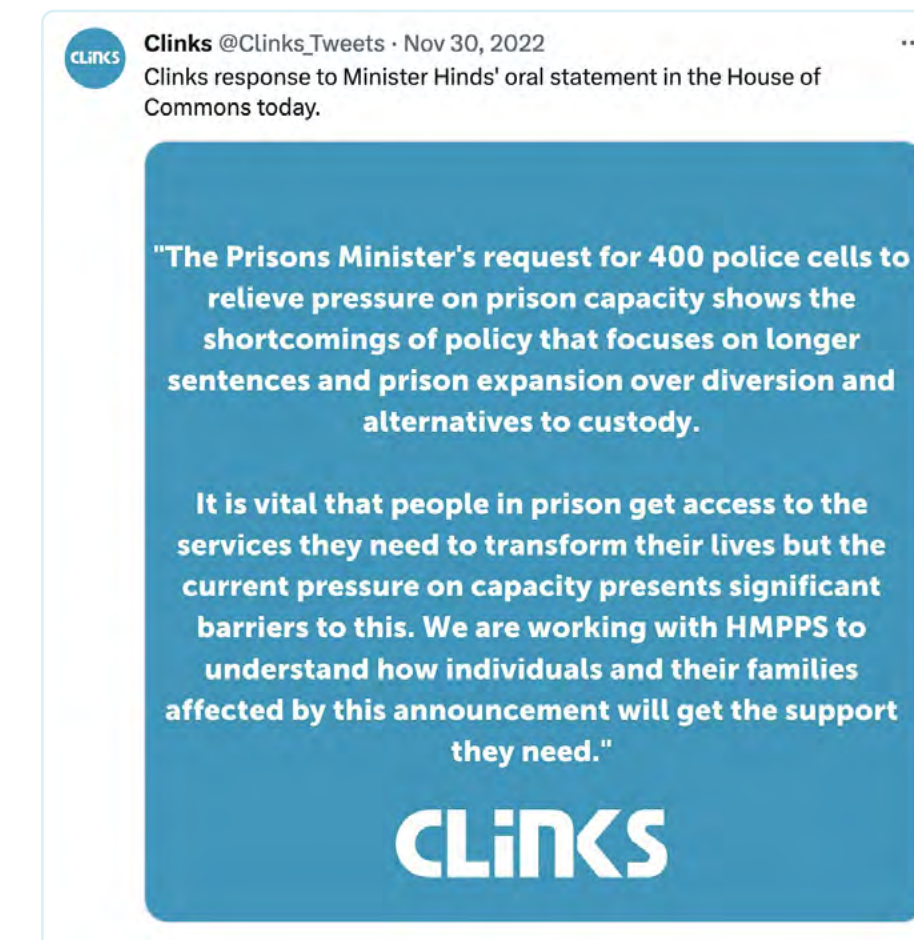 CLINKS
Clinks @Clinks_Tweets · Nov 30, 2022
Clinks response to Minister Hinds' oral statement in the House of
Commons today.
"The Prisons Minister's request for 400 police cells to
relieve pressure on prison capacity shows the
shortcomings of policy that focuses on longer
sentences and prison expansion over diversion and
alternatives to custody.
It is vital that people in prison get access to the
services they need to transform their lives but the
current pressure on capacity presents significant
barriers to this. We are working with HMPPS to
understand how individuals and their families
affected by this announcement will get the support
they need."
CLINKS